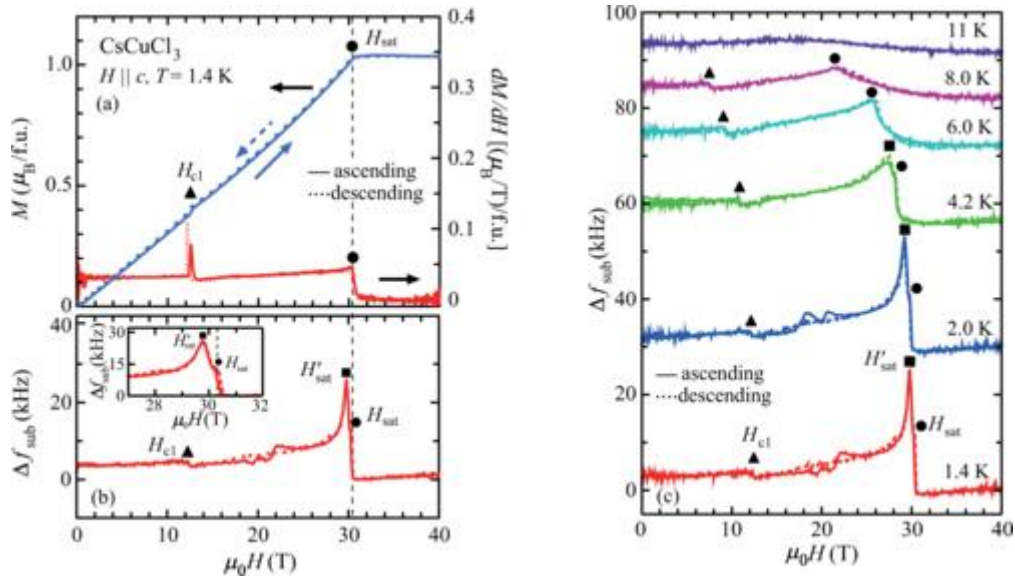 CsCuCl3
H || c, T = 1.4 K
(a)
Hsat
Hc1
— ascending
····· descending
M (μB/f.u.)
1.0
0.5
0
dM/dH [(μB/T)/f.u.]
0.4
0.3
0.2
0.1
0
(b)
Δfsub (kHz)
40
20
0
Hc1
H'sat
Hsat
Δfsub (kHz)
30
15
0
H'sat
Hsat
28 30 32
μ0H (T)
0 10 20 30 40
μ0H (T)
(c)
Δfsub (kHz)
80
60
40
20
0
11 K
8.0 K
6.0 K
4.2 K
2.0 K
1.4 K
— ascending
····· descending
H'sat
Hsat
Hc1
0 10 20 30 40
μ0H (T)